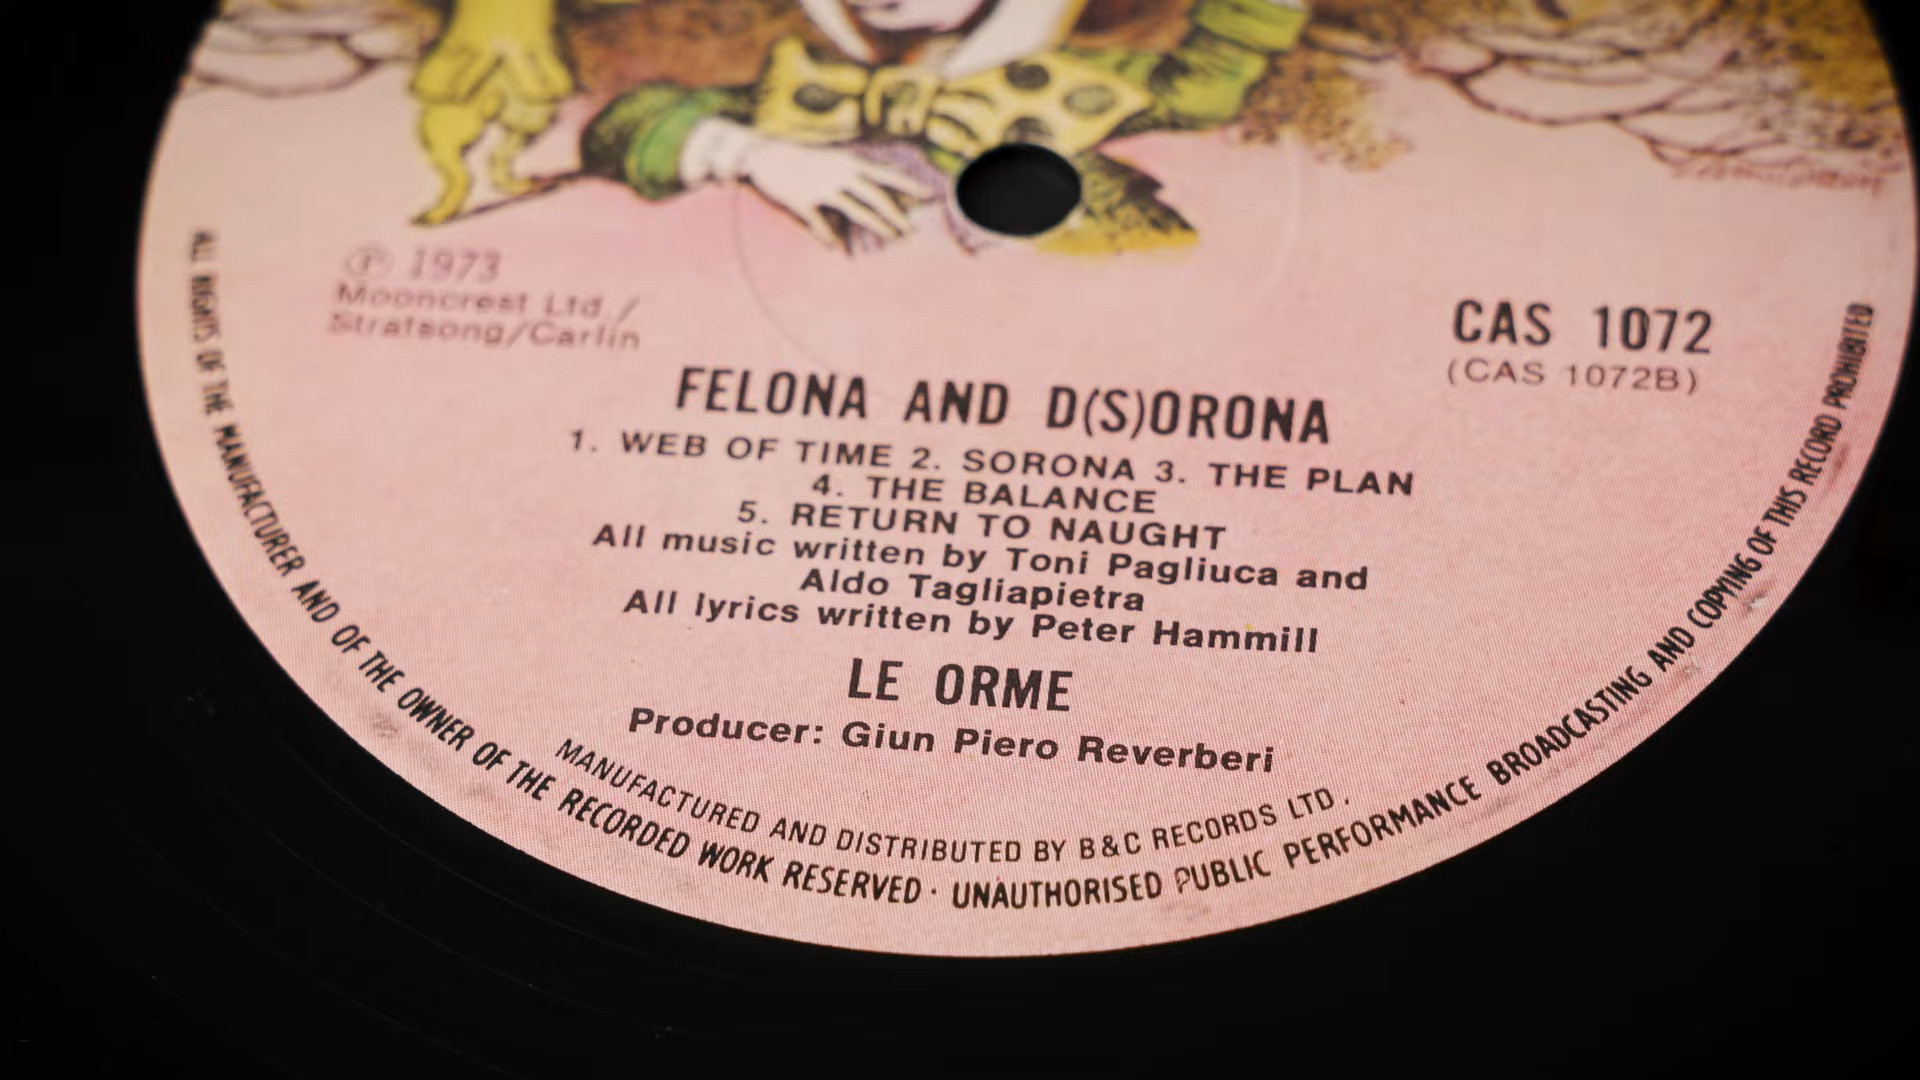 Ⓟ 1973
Mooncrest Ltd./
Stratsong/Carlin
CAS 1072
(CAS 1072B)
FELONA AND D(S)ORONA
1. WEB OF TIME 2. SORONA 3. THE PLAN
4. THE BALANCE
5. RETURN TO NAUGHT
All music written by Toni Pagliuca and
Aldo Tagliapietra
All lyrics written by Peter Hammill
LE ORME
Producer: Giun Piero Reverberi
MANUFACTURED AND DISTRIBUTED BY B&C RECORDS LTD.
ALL RIGHTS OF THE MANUFACTURER AND OF THE OWNER OF THE RECORDED WORK RESERVED · UNAUTHORISED PUBLIC PERFORMANCE BROADCASTING AND COPYING OF THIS RECORD PROHIBITED